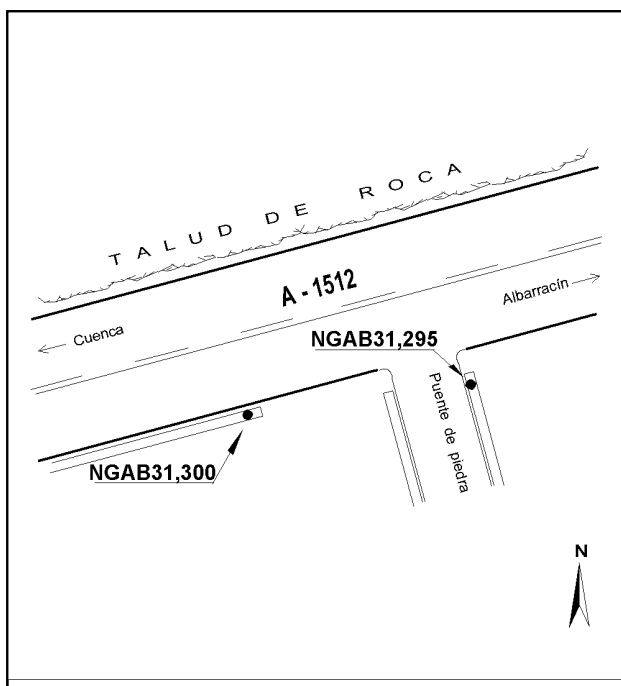 TALUD DE ROCA
A - 1512
Albarracín
Cuenca
NGAB31,295
Puente de piedra
NGAB31,300
N